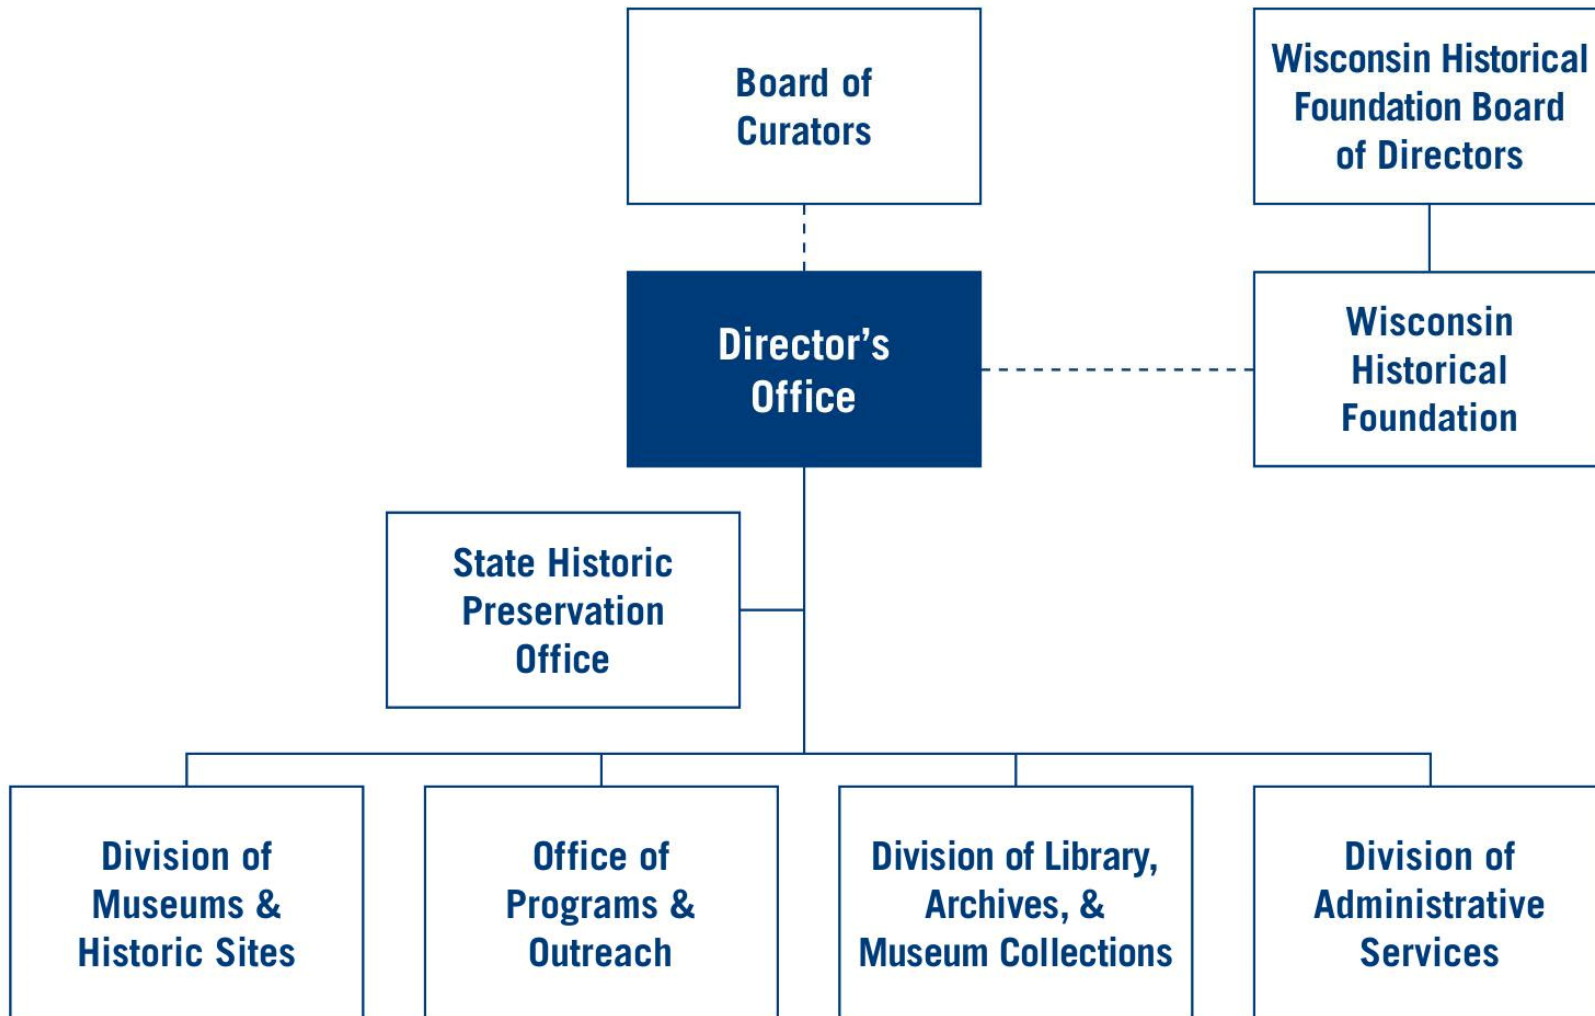 Board of
Curators
Wisconsin Historical
Foundation Board
of Directors
Director’s
Office
Wisconsin
Historical
Foundation
State Historic
Preservation
Office
Division of
Museums &
Historic Sites
Office of
Programs &
Outreach
Division of Library,
Archives, &
Museum Collections
Division of
Administrative
Services